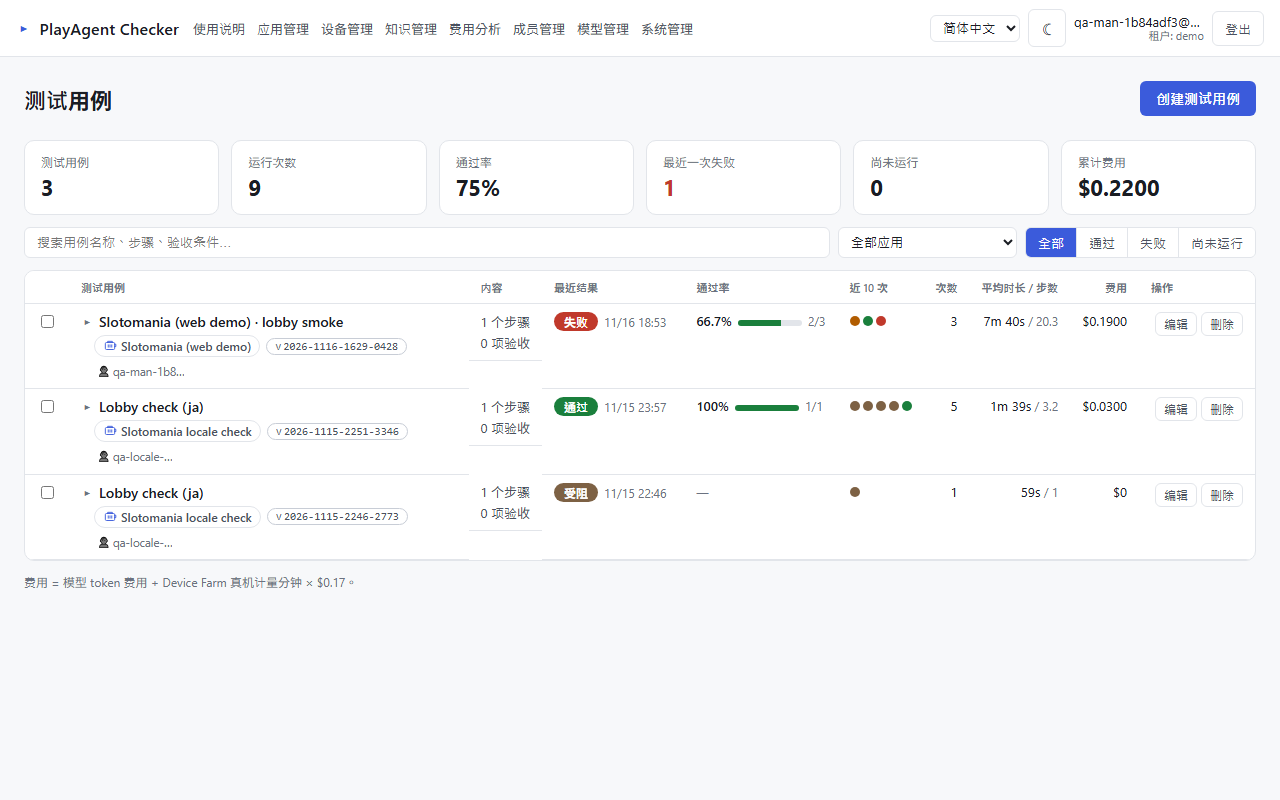 PlayAgent Checker 使用说明 应用管理 设备管理 知识管理 费用分析 成员管理 模型管理 系统管理 简体中文 qa-man-1b84adf3@... 登出
租户: demo
测试用例 创建测试用例
测试用例 运行次数 通过率 最近一次失败 尚未运行 累计费用
3 9 75% 1 0 $0.2200
搜索用例名称、步骤、验收条件... 全部应用 全部 通过 失败 尚未运行
测试用例 内容 最近结果 通过率 近 10 次 次数 平均时长 / 步数 费用 操作
Slotomania (web demo) · lobby smoke 1 个步骤 失败 11/16 18:53 66.7% 2/3 3 7m 40s / 20.3 $0.1900 编辑 删除
Slotomania (web demo) v 2026-1116-1629-0428 0 项验收
qa-man-1b8...
Lobby check (ja) 1 个步骤 通过 11/15 23:57 100% 1/1 5 1m 39s / 3.2 $0.0300 编辑 删除
Slotomania locale check v 2026-1115-2251-3346 0 项验收
qa-locale-...
Lobby check (ja) 1 个步骤 受阻 11/15 22:46 — 1 59s / 1 $0 编辑 删除
Slotomania locale check v 2026-1115-2246-2773 0 项验收
qa-locale-...
费用 = 模型 token 费用 + Device Farm 真机计量分钟 × $0.17。